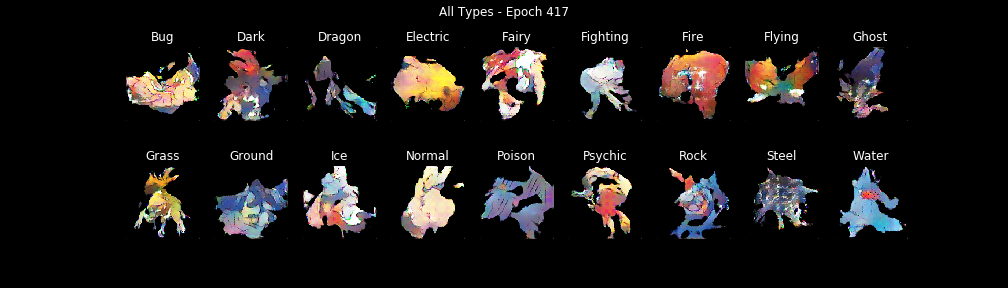 All Types - Epoch 417
Bug Dark Dragon Electric Fairy Fighting Fire Flying Ghost
Grass Ground Ice Normal Poison Psychic Rock Steel Water